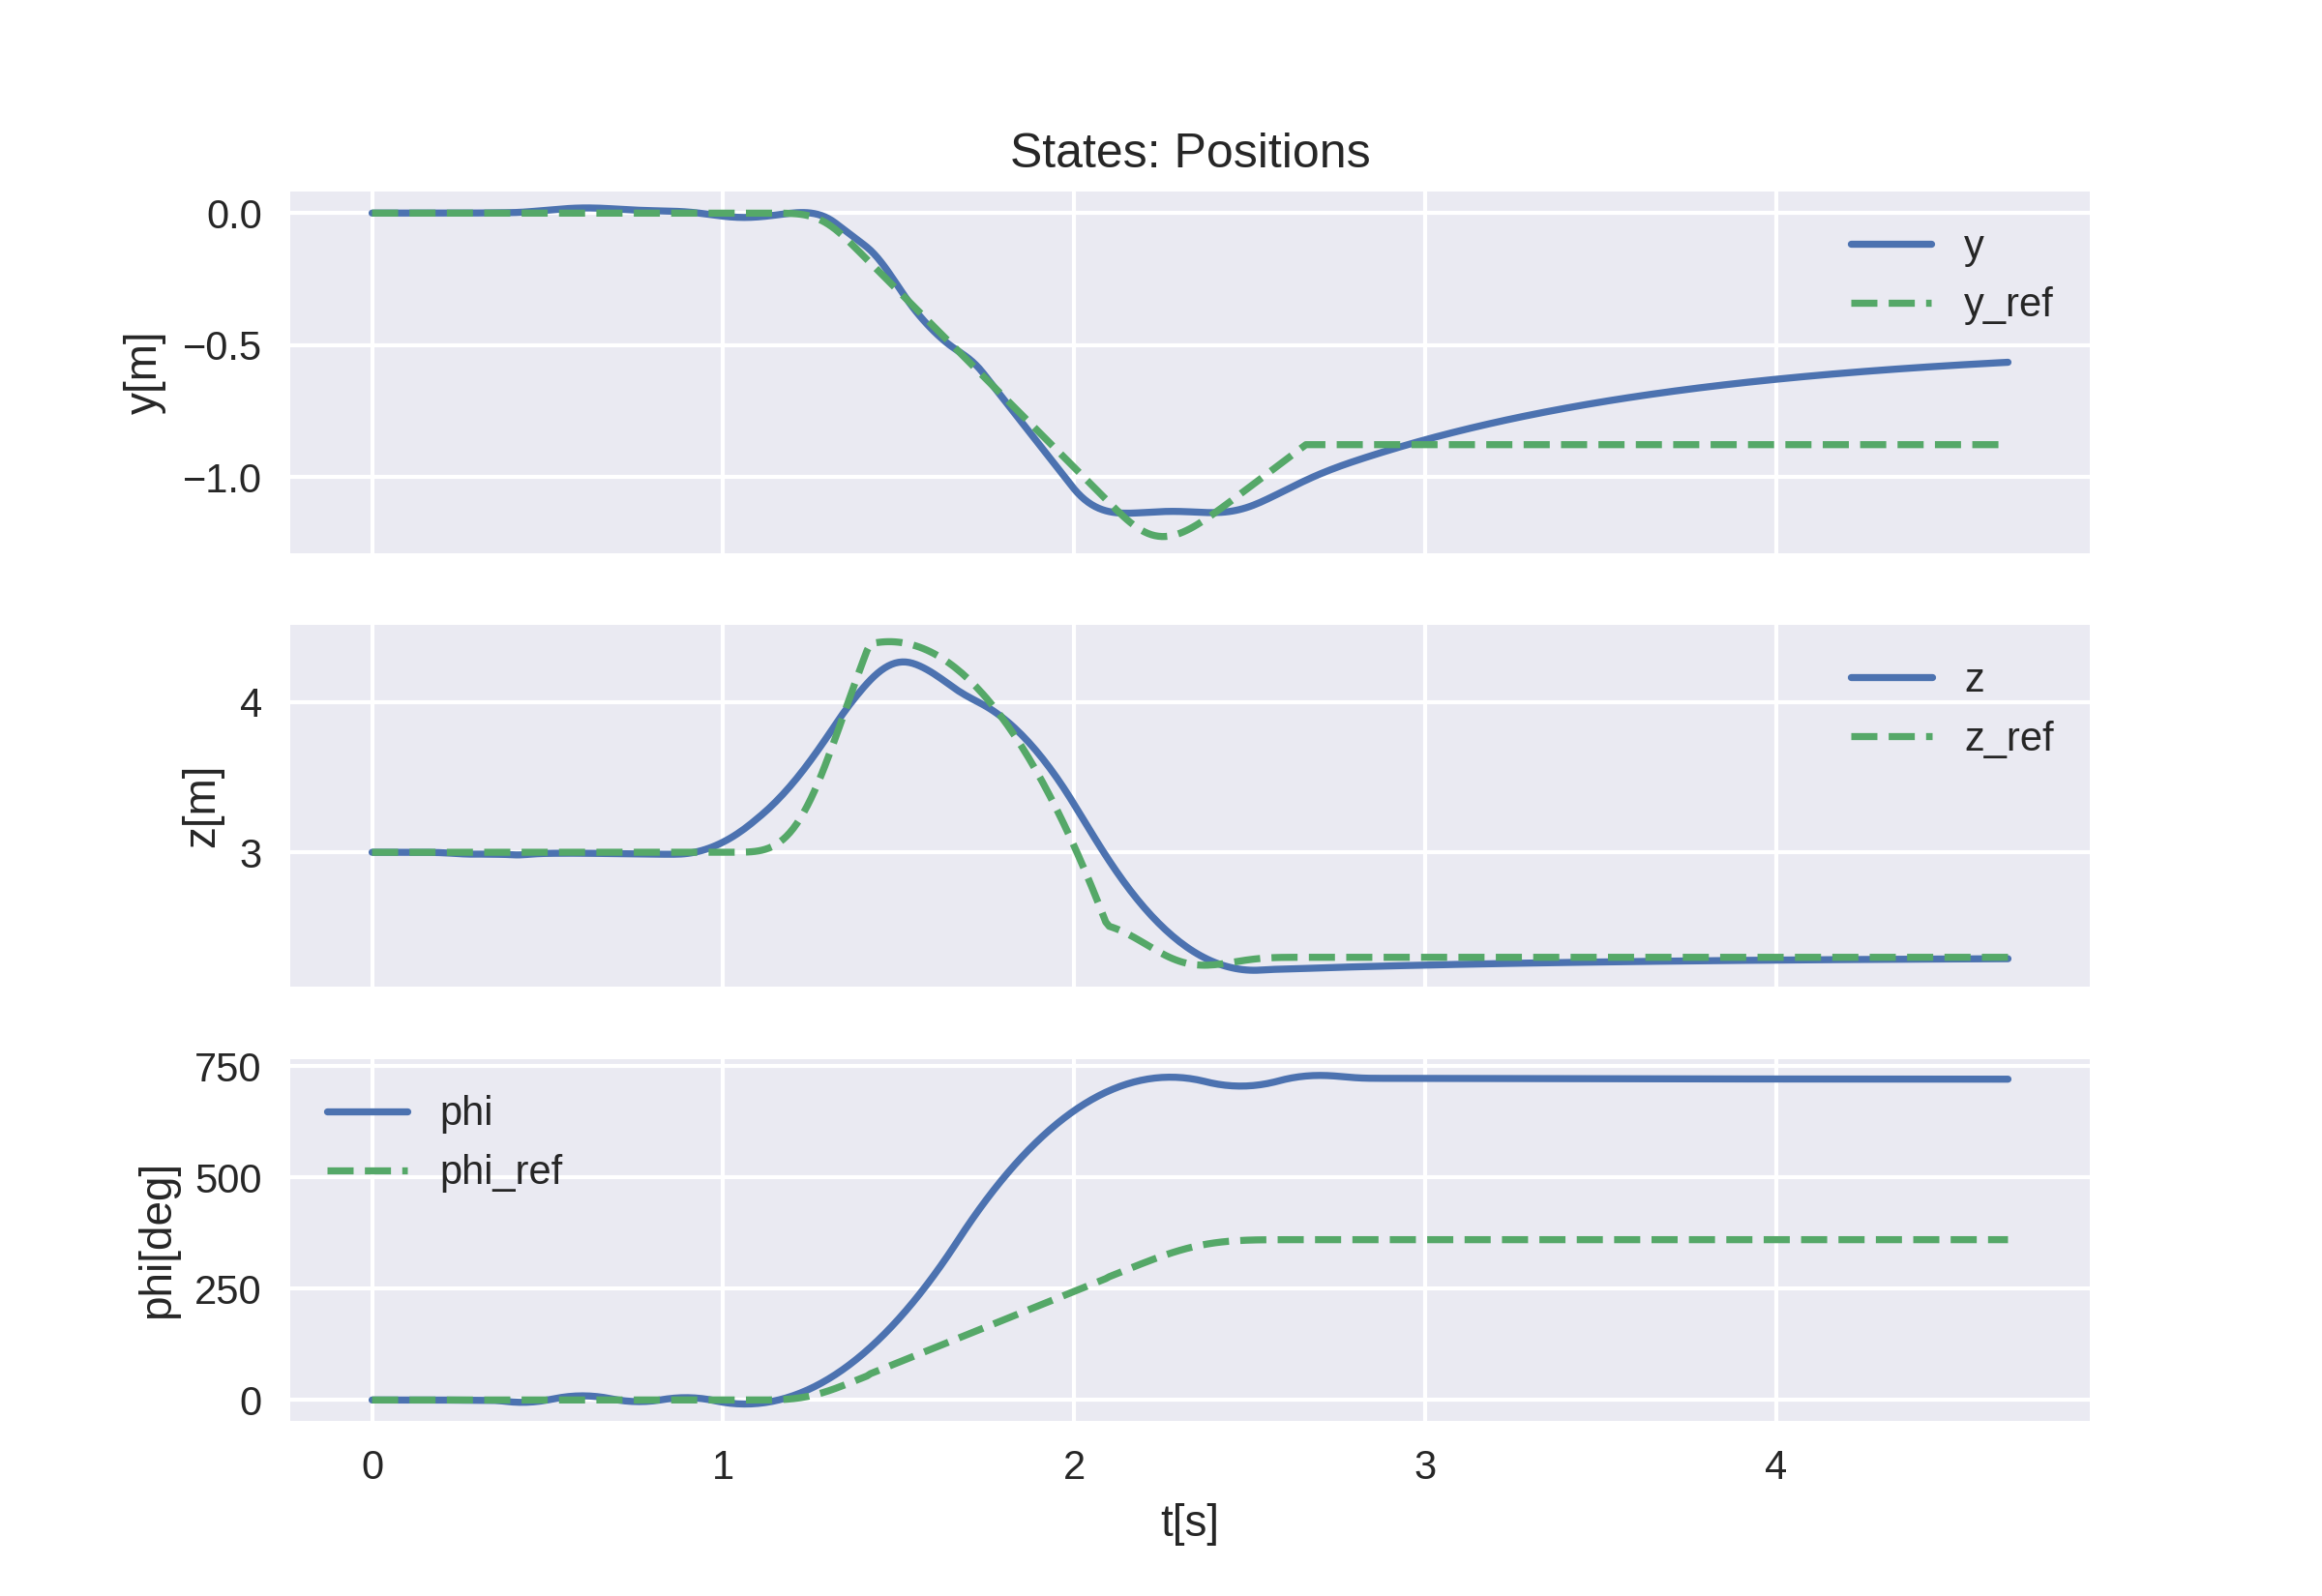 States: Positions
0.0
−0.5
−1.0
y[m]
y
y_ref
4
3
z[m]
z
z_ref
750
500
250
0
phi[deg]
phi
phi_ref
0 1 2 3 4
t[s]